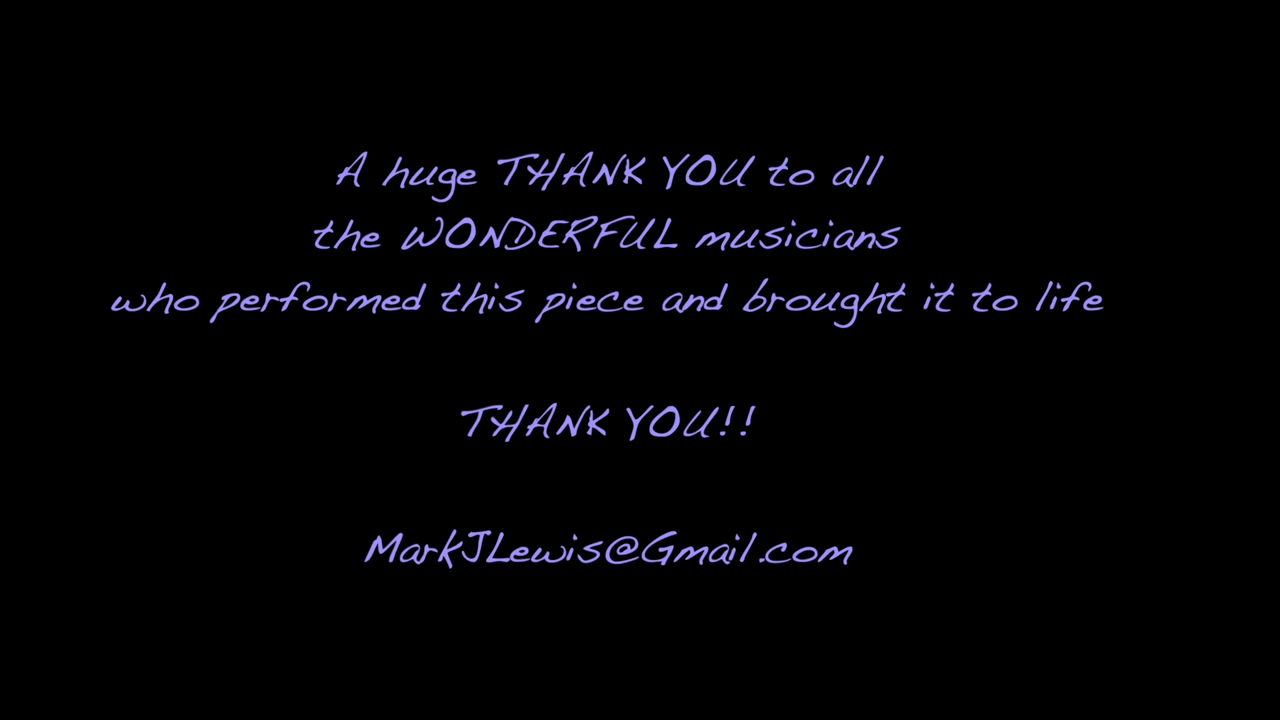 A huge THANK YOU to all
the WONDERFUL musicians
who performed this piece and brought it to life
THANK YOU!!
MarkJLewis@Gmail.com